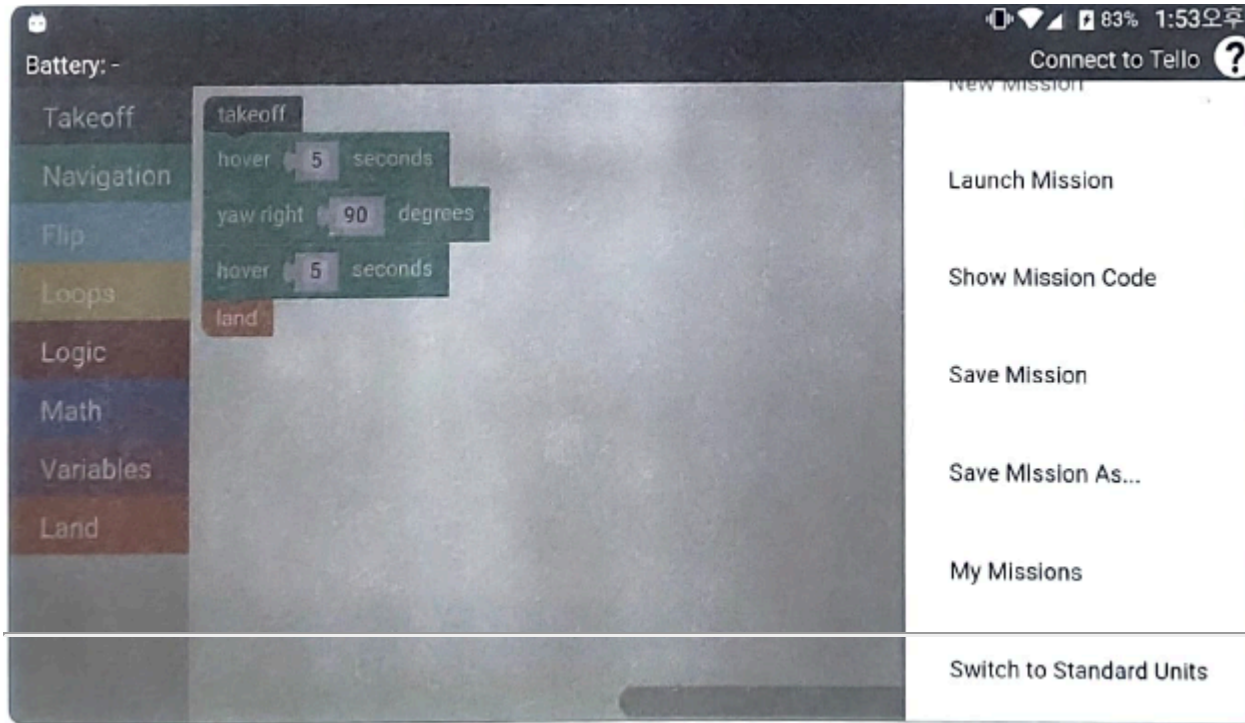 83% 1:53오후
Battery: -
Connect to Tello ?
Takeoff
Navigation
Flip
Loops
Logic
Math
Variables
Land
takeoff
hover 5 seconds
yaw right 90 degrees
hover 5 seconds
land
New Mission
Launch Mission
Show Mission Code
Save Mission
Save MIssion As...
My Missions
Switch to Standard Units